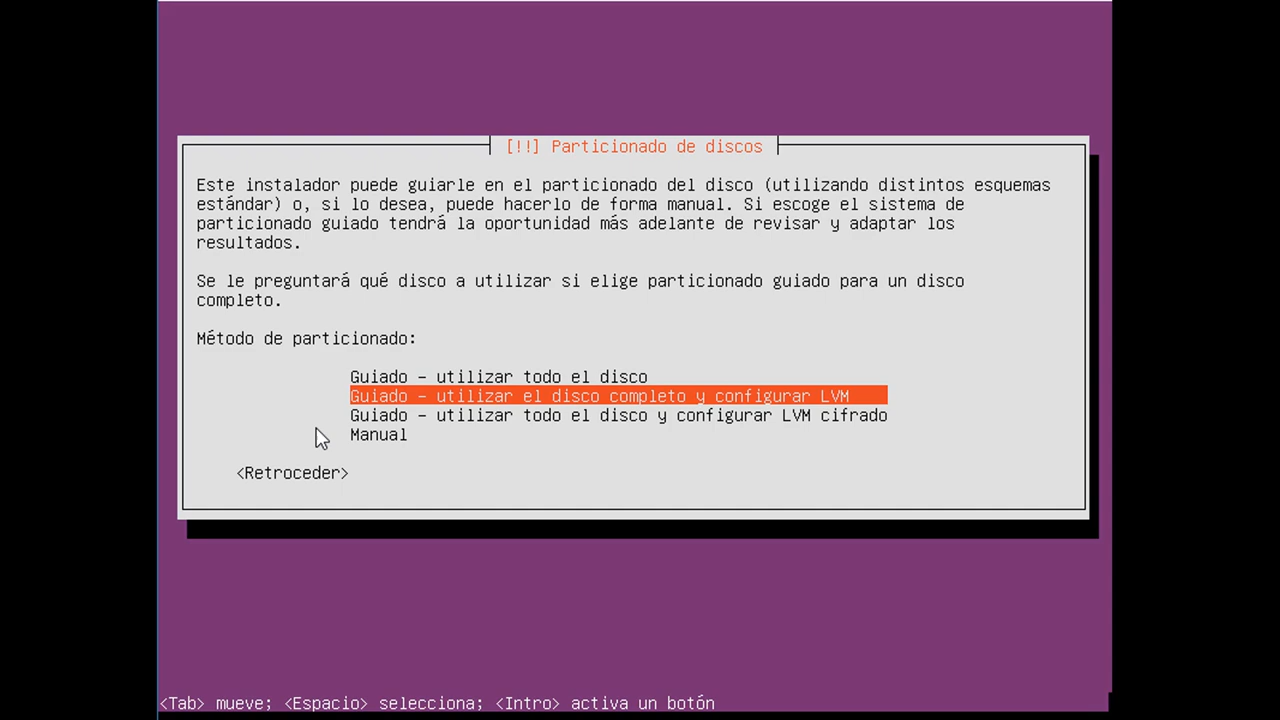 [!!] Particionado de discos
Este instalador puede guiarle en el particionado del disco (utilizando distintos esquemas
estándar) o, si lo desea, puede hacerlo de forma manual. Si escoge el sistema de
particionado guiado tendrá la oportunidad más adelante de revisar y adaptar los
resultados.
Se le preguntará qué disco a utilizar si elige particionado guiado para un disco
completo.
Método de particionado:
Guiado - utilizar todo el disco
Guiado - utilizar el disco completo y configurar LVM
Guiado - utilizar todo el disco y configurar LVM cifrado
Manual
<Retroceder>
<Tab> mueve; <Espacio> selecciona; <Intro> activa un botón